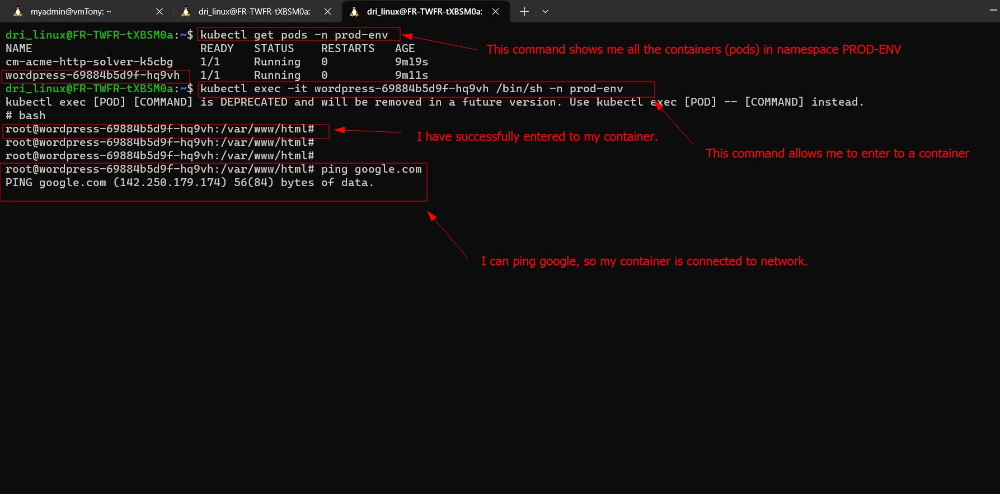 myadmin@vmTony: ~
dri_linux@FR-TWFR-tXBSM0a:
dri_linux@FR-TWFR-tXBSM0a:
dri_linux@FR-TWFR-tXBSM0a:~$ kubectl get pods -n prod-env
This command shows me all the containers (pods) in namespace PROD-ENV
NAME READY STATUS RESTARTS AGE
cm-acme-http-solver-k5cbg 1/1 Running 0 9m19s
wordpress-69884b5d9f-hq9vh 1/1 Running 0 9m11s
dri_linux@FR-TWFR-tXBSM0a:~$ kubectl exec -it wordpress-69884b5d9f-hq9vh /bin/sh -n prod-env
kubectl exec [POD] [COMMAND] is DEPRECATED and will be removed in a future version. Use kubectl exec [POD] -- [COMMAND] instead.
# bash
root@wordpress-69884b5d9f-hq9vh:/var/www/html#
I have successfully entered to my container.
root@wordpress-69884b5d9f-hq9vh:/var/www/html#
root@wordpress-69884b5d9f-hq9vh:/var/www/html#
This command allows me to enter to a container
root@wordpress-69884b5d9f-hq9vh:/var/www/html# ping google.com
PING google.com (142.250.179.174) 56(84) bytes of data.
I can ping google, so my container is connected to network.